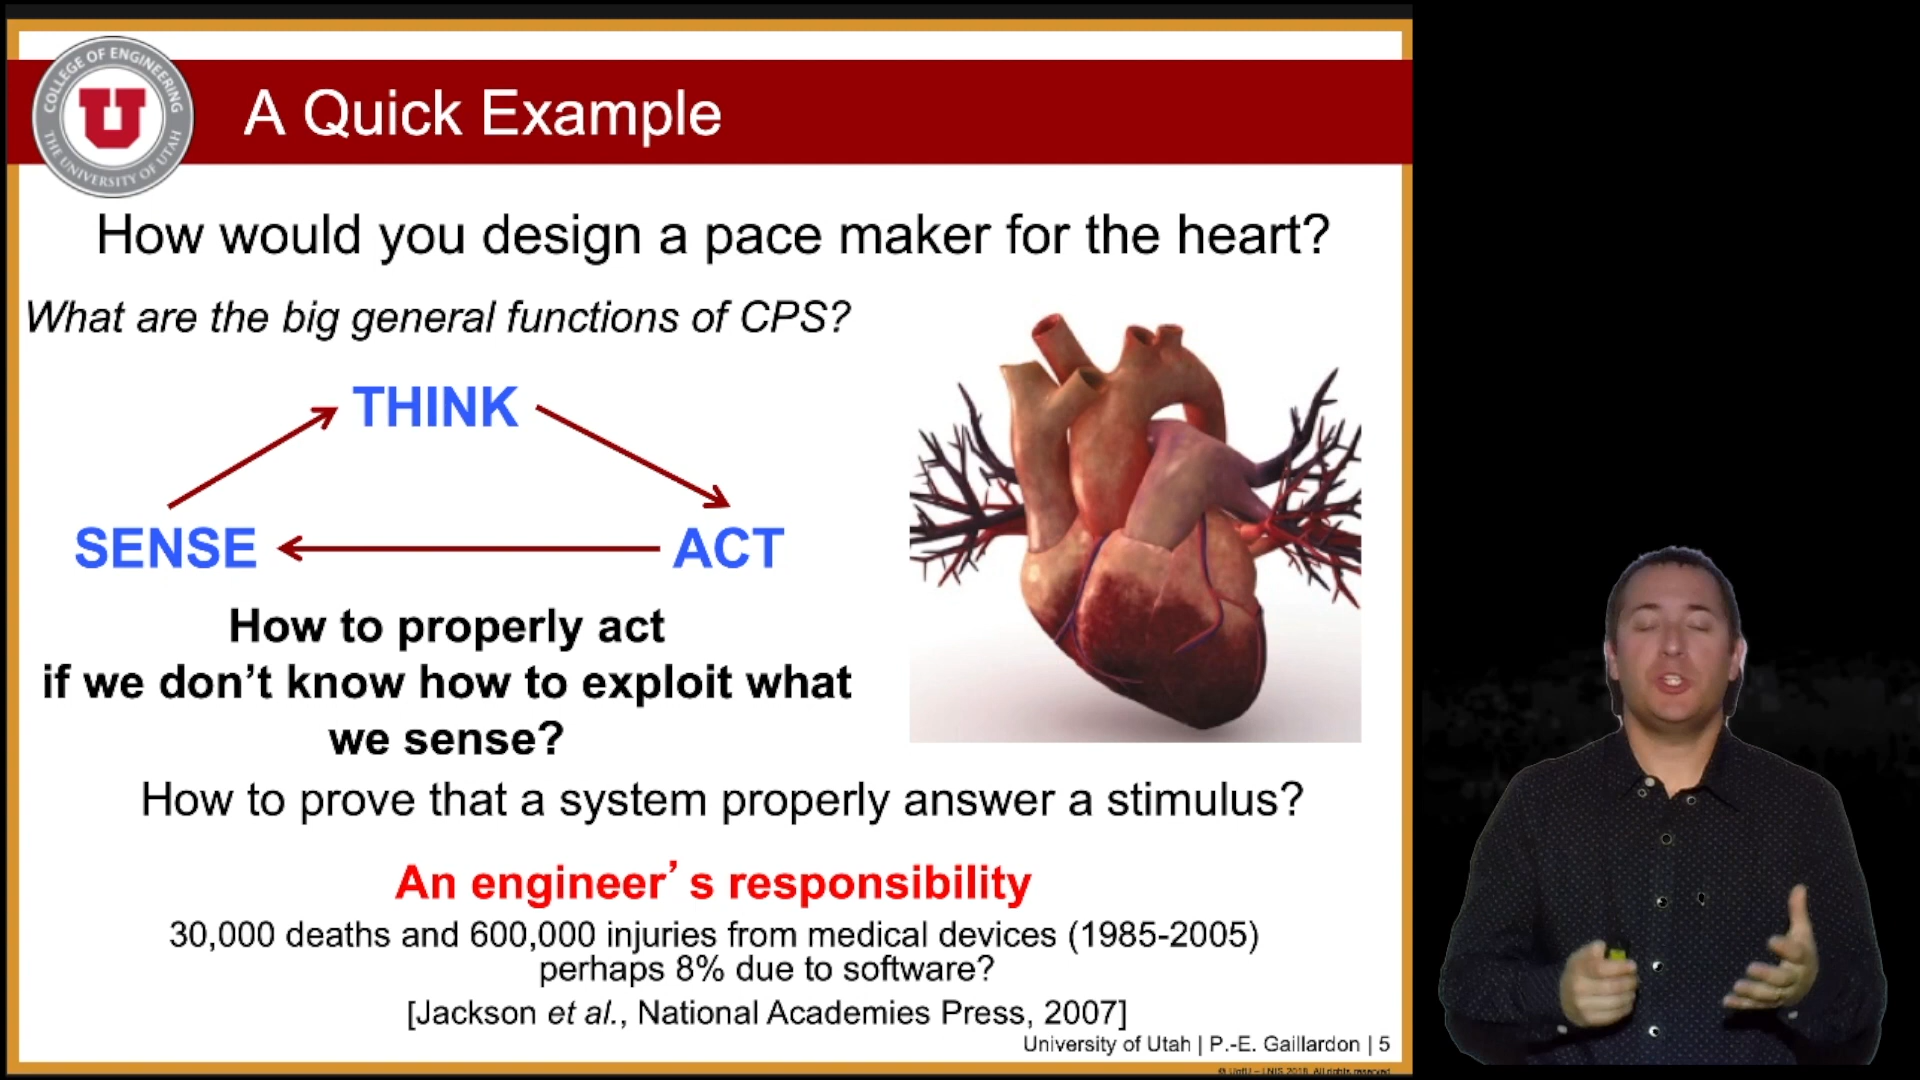 COLLEGE OF ENGINEERING
THE UNIVERSITY OF UTAH
U
A Quick Example
How would you design a pace maker for the heart?
What are the big general functions of CPS?
THINK
SENSE
ACT
How to properly act
if we don’t know how to exploit what
we sense?
How to prove that a system properly answer a stimulus?
An engineer’s responsibility
30,000 deaths and 600,000 injuries from medical devices (1985-2005)
perhaps 8% due to software?
[Jackson et al., National Academies Press, 2007]
University of Utah | P.-E. Gaillardon | 5
All rights reserved